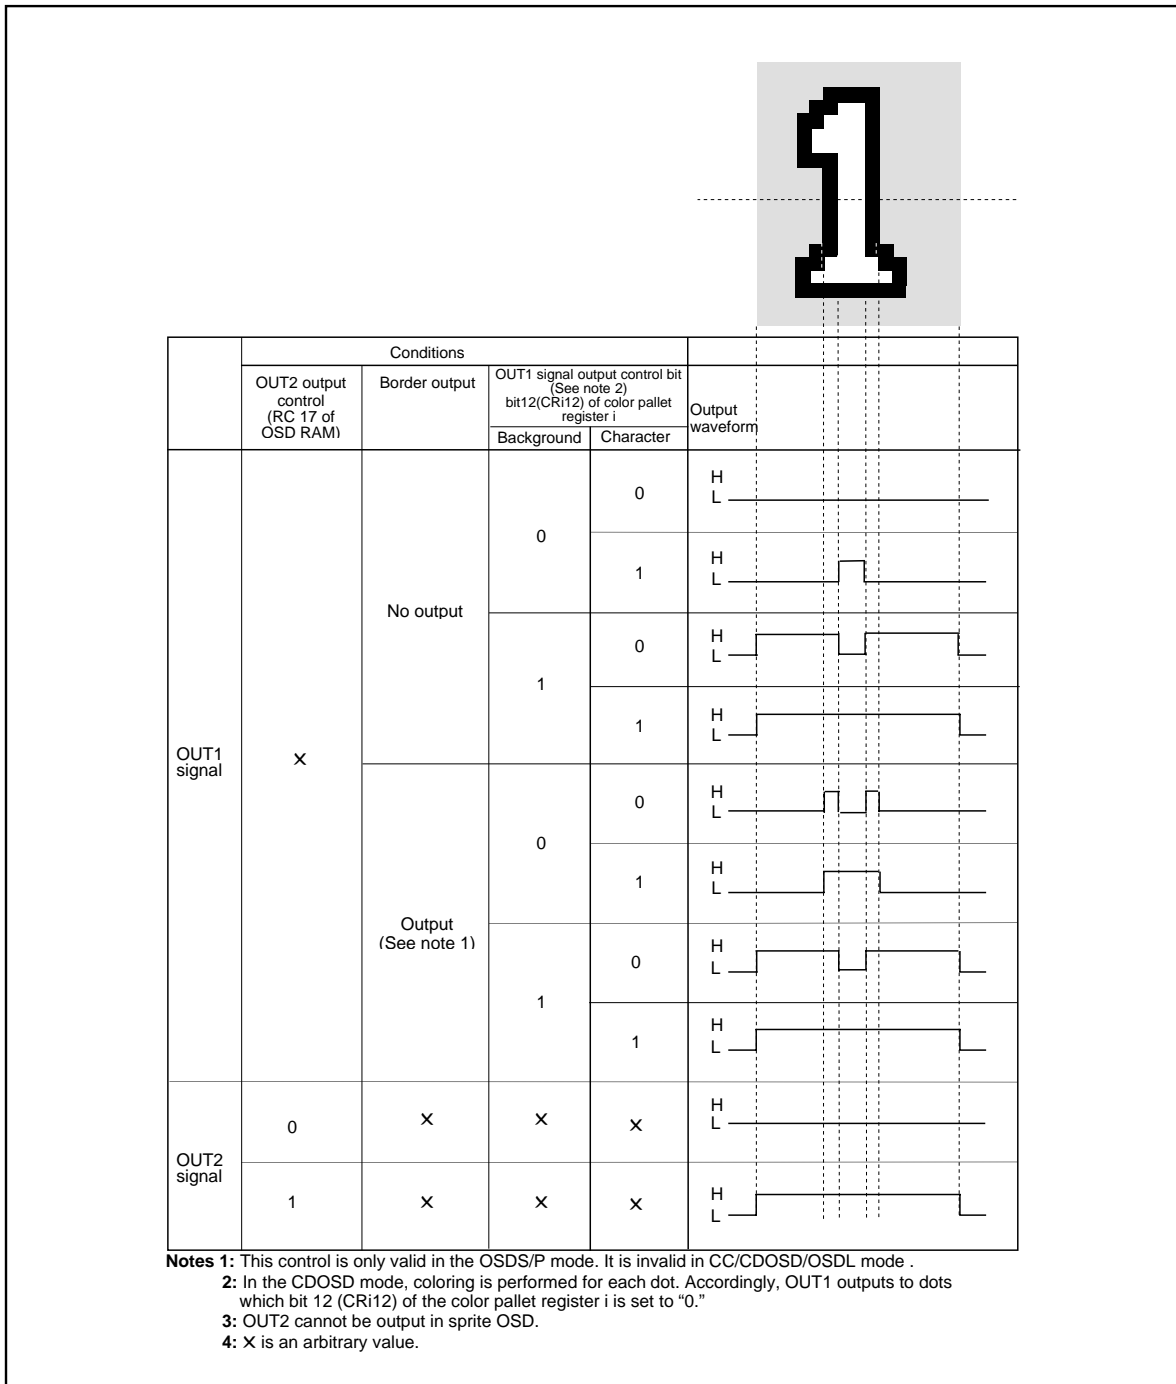 Conditions
OUT2 output
control
(RC 17 of
OSD RAM)
Border output
OUT1 signal output control bit
(See note 2)
bit12(CRi12) of color pallet
register i
Background
Character
Output
waveform
OUT1
signal
×
No output
0
0
H
L
1
H
L
1
0
H
L
1
H
L
Output
(See note 1)
0
0
H
L
1
H
L
1
0
H
L
1
H
L
OUT2
signal
0
×
×
×
H
L
1
×
×
×
H
L
Notes 1: This control is only valid in the OSDS/P mode. It is invalid in CC/CDOSD/OSDL mode .
2: In the CDOSD mode, coloring is performed for each dot. Accordingly, OUT1 outputs to dots
which bit 12 (CRi12) of the color pallet register i is set to “0.”
3: OUT2 cannot be output in sprite OSD.
4: × is an arbitrary value.